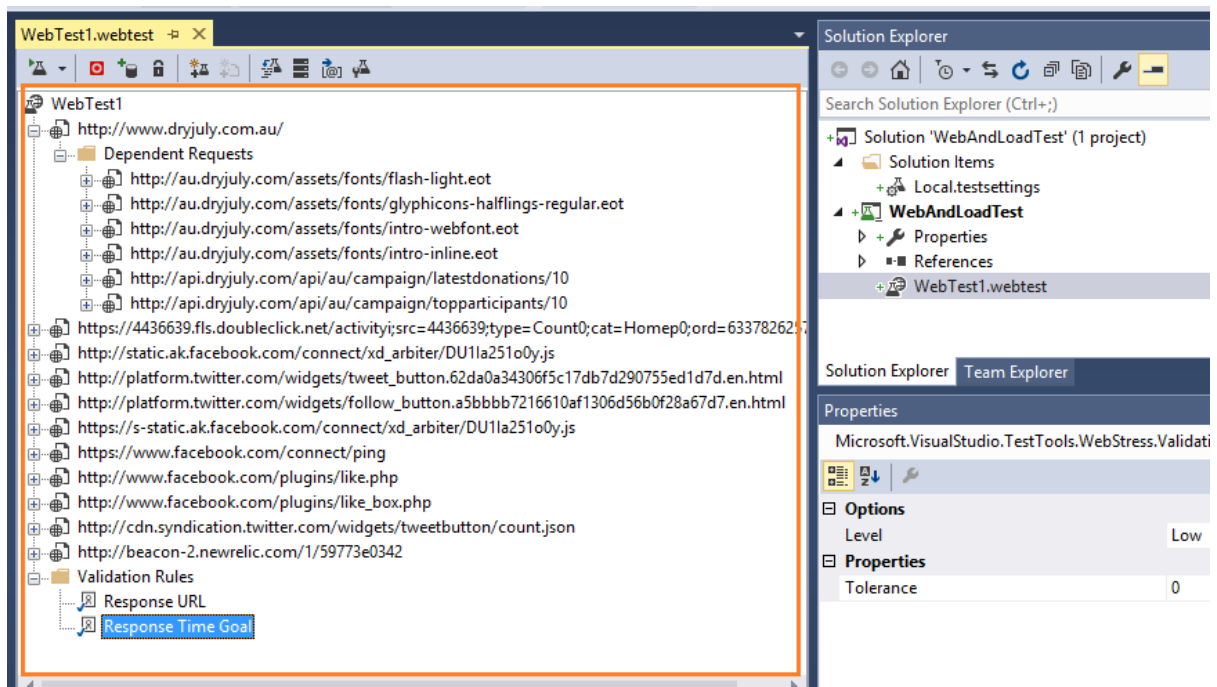 WebTest1.webtest
WebTest1
http://www.dryjuly.com.au/
Dependent Requests
http://au.dryjuly.com/assets/fonts/flash-light.eot
http://au.dryjuly.com/assets/fonts/glyphicons-halflings-regular.eot
http://au.dryjuly.com/assets/fonts/intro-webfont.eot
http://au.dryjuly.com/assets/fonts/intro-inline.eot
http://api.dryjuly.com/api/au/campaign/latestdonations/10
http://api.dryjuly.com/api/au/campaign/topparticipants/10
https://4436639.fls.doubleclick.net/activityi;src=4436639;type=Count0;cat=Homep0;ord=6337826257
http://static.ak.facebook.com/connect/xd_arbiter/DU1Ia251o0y.js
http://platform.twitter.com/widgets/tweet_button.62da0a34306f5c17db7d290755ed1d7d.en.html
http://platform.twitter.com/widgets/follow_button.a5bbbb7216610af1306d56b0f28a67d7.en.html
https://s-static.ak.facebook.com/connect/xd_arbiter/DU1Ia251o0y.js
https://www.facebook.com/connect/ping
http://www.facebook.com/plugins/like.php
http://www.facebook.com/plugins/like_box.php
http://cdn.syndication.twitter.com/widgets/tweetbutton/count.json
http://beacon-2.newrelic.com/1/59773e0342
Validation Rules
Response URL
Response Time Goal
Solution Explorer
Search Solution Explorer (Ctrl+;)
Solution 'WebAndLoadTest' (1 project)
Solution Items
Local.testsettings
WebAndLoadTest
Properties
References
WebTest1.webtest
Solution Explorer Team Explorer
Properties
Microsoft.VisualStudio.TestTools.WebStress.Validati
Options
Level Low
Properties
Tolerance 0